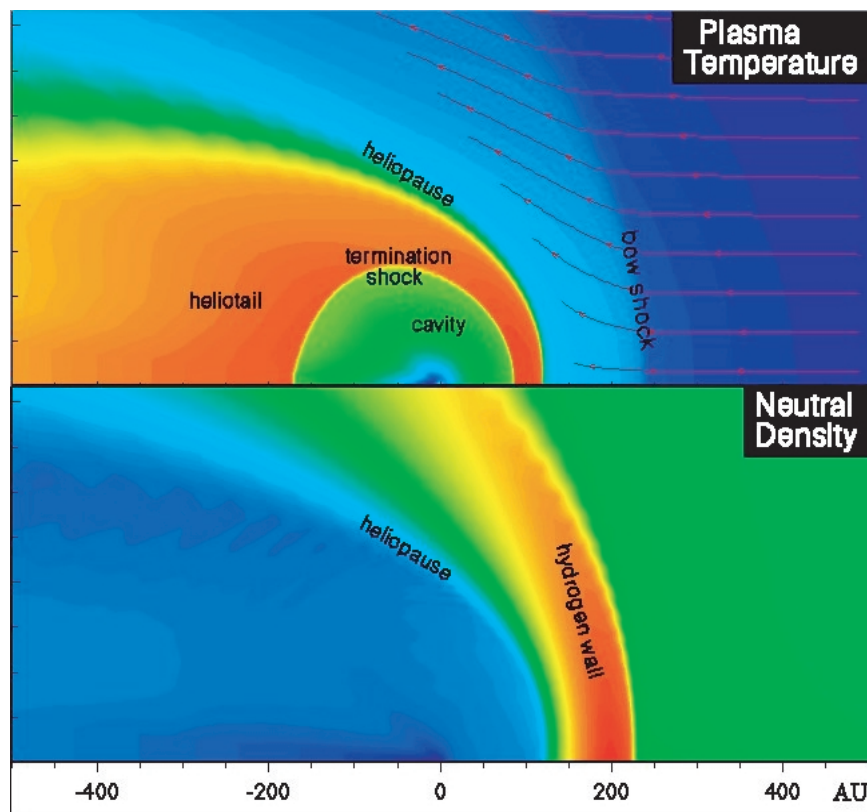 Plasma
Temperature
heliopause
bow shock
termination
shock
heliotail
cavity
Neutral
Density
heliopause
hydrogen wall
-400
-200
0
200
400
AU